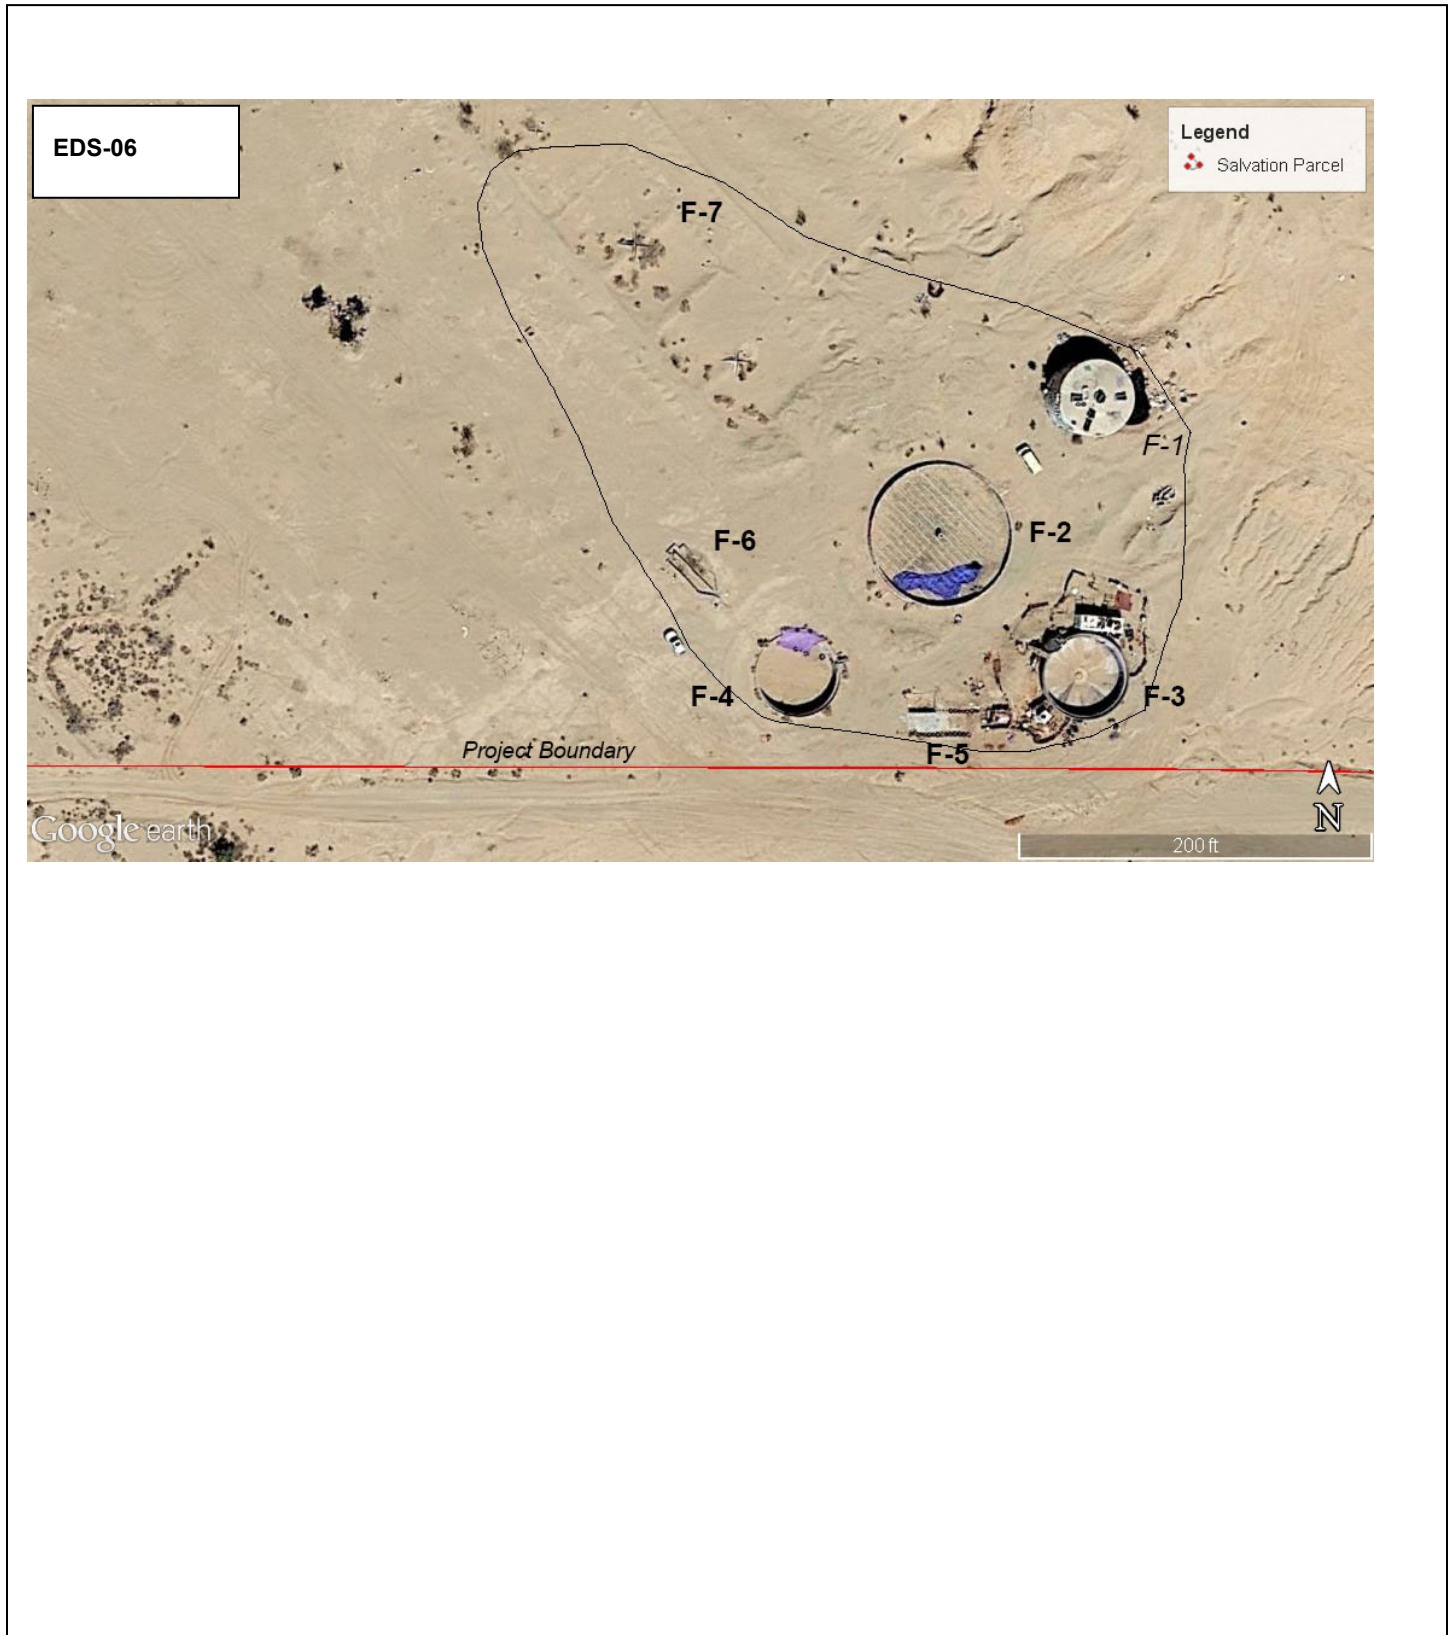 EDS-06
Legend
Salvation Parcel
F-7
F-1
F-2
F-6
F-4
F-3
F-5
Project Boundary
N
Google earth
200 ft